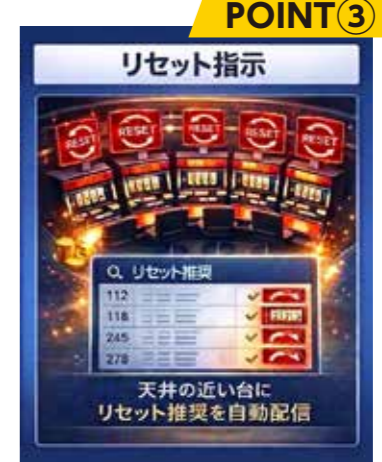 POINT③
リセット指示
RESET
RESET
RESET
RESET
RESET
リセット推奨
112
118
245
278
天井の近い台に
リセット推奨を自動配信